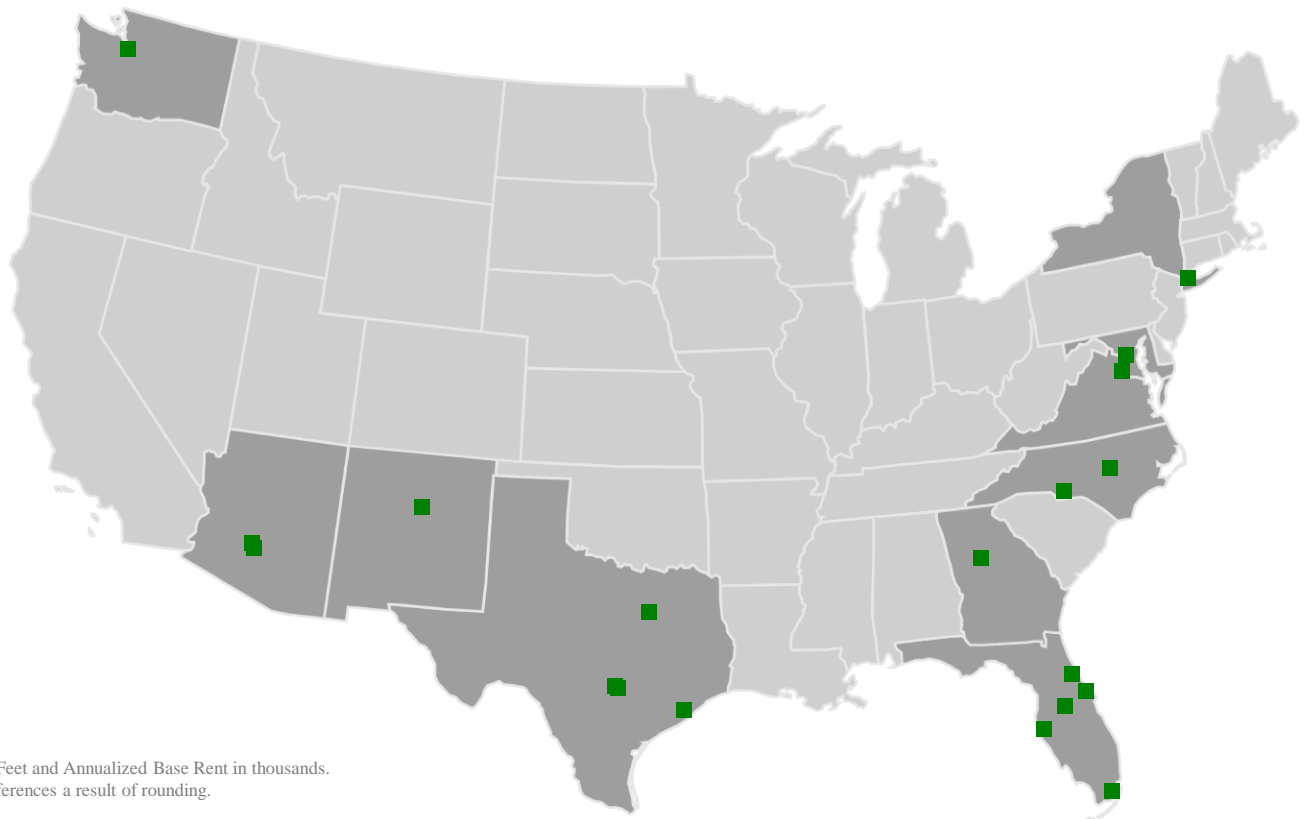 Feet and Annualized Base Rent in thousands.
ferences a result of rounding.